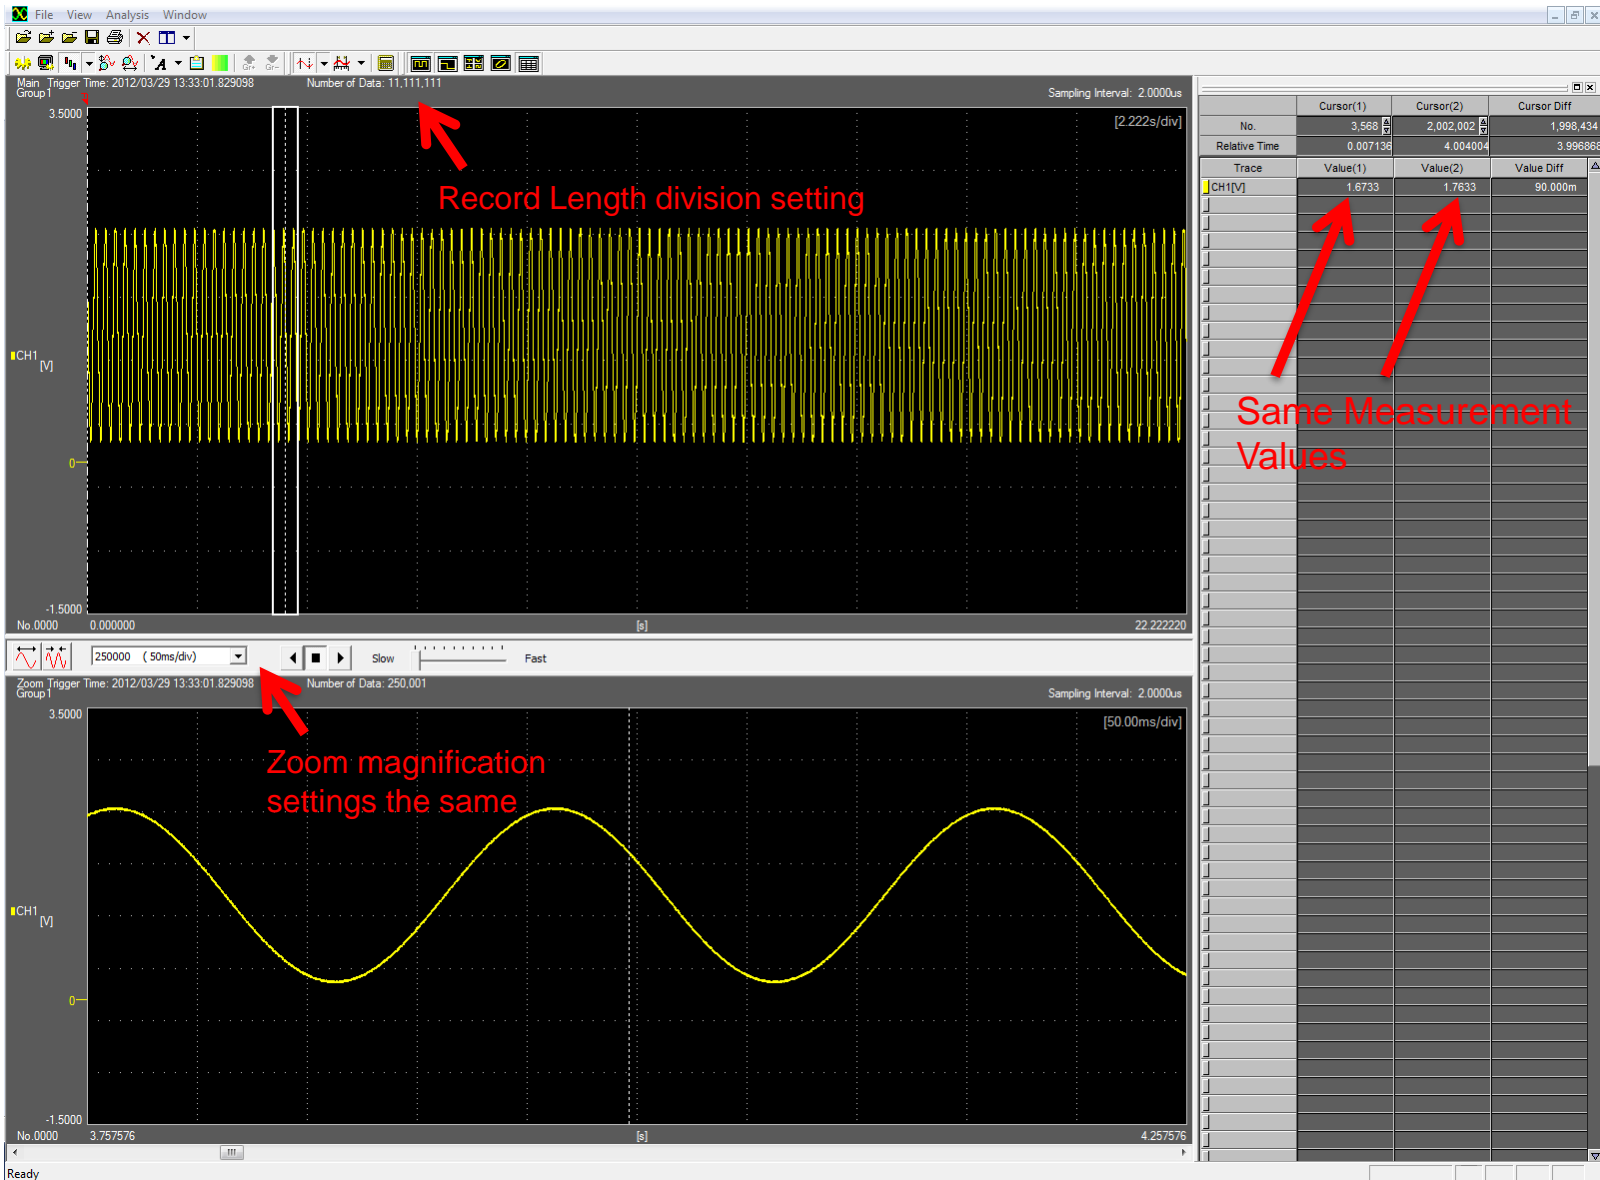 File View Analysis Window
A
Gr+ Gr-
Main Trigger Time: 2012/03/29 13:33:01.829098 Number of Data: 11,111,111
Group1 Sampling Interval: 2.0000us
3.5000
[2.222s/div]
Record Length division setting
CH1
[V]
0
-1.5000
No.0000 0.000000 [s] 22.222220
250000 ( 50ms/div) Slow Fast
Zoom Trigger Time: 2012/03/29 13:33:01.829098 Number of Data: 250,001
Group1 Sampling Interval: 2.0000us
3.5000
[50.00ms/div]
Zoom magnification
settings the same
CH1
[V]
0
-1.5000
No.0000 3.757576 [s] 4.257576
Ready
Cursor(1) Cursor(2) Cursor Diff
No. 3,568 2,002,002 1,998,434
Relative Time 0.007136 4.004004 3.996868
Trace Value(1) Value(2) Value Diff
CH1[V] 1.6733 1.7633 90.000m
Same Measurement
Values